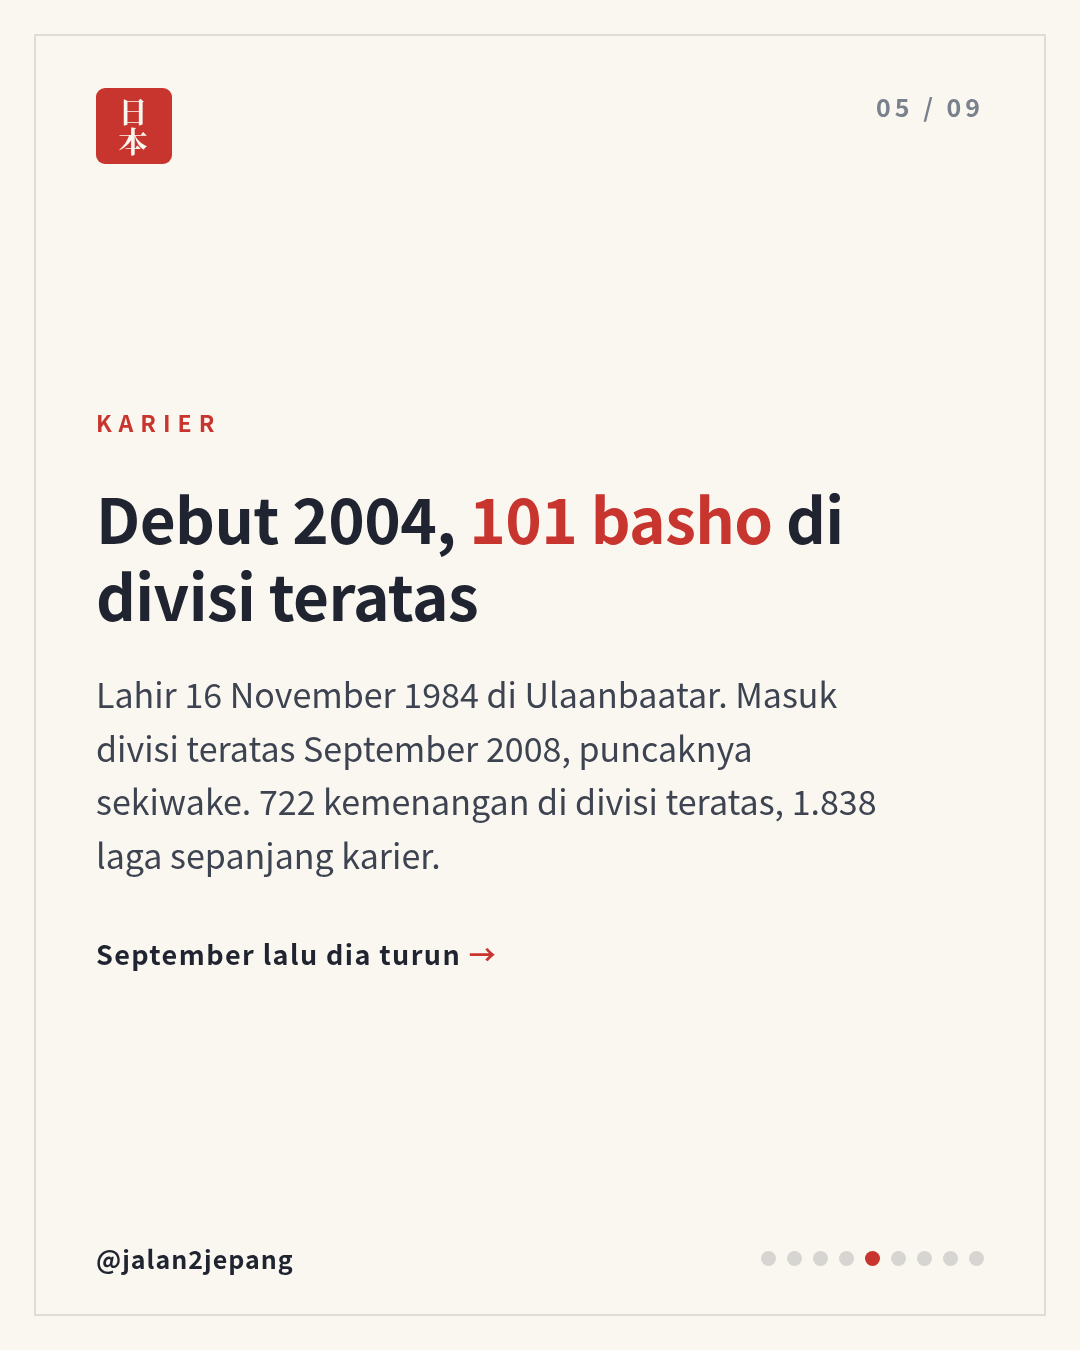 日
本
05 / 09
KARIER
Debut 2004, 101 basho di
divisi teratas
Lahir 16 November 1984 di Ulaanbaatar. Masuk
divisi teratas September 2008, puncaknya
sekiwake. 722 kemenangan di divisi teratas, 1.838
laga sepanjang karier.
September lalu dia turun →
@jalan2jepang